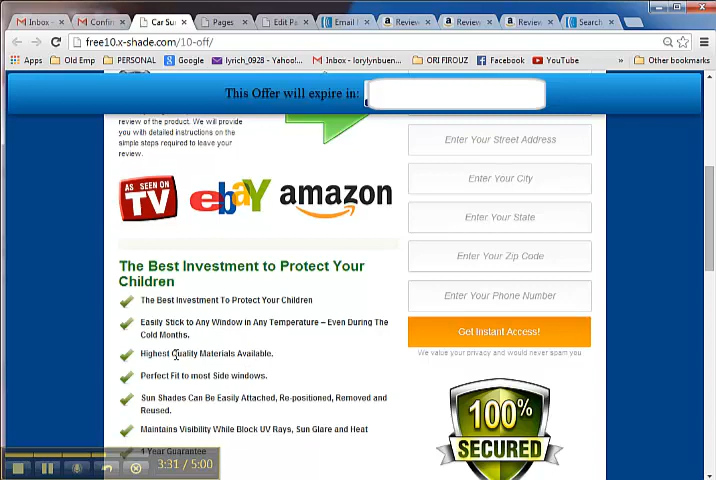 Inbox -
Confirm
Car Sun
Pages
Edit P
Email
Review
Review
Review
Search
free10.x-shade.com/10-off/
Apps
Old Emp
PERSONAL
Google
lyrich_0928 - Yahoo!...
Inbox - lorylynbuen...
ORI FIROUZ
Facebook
YouTube
»
Other bookmarks
This Offer will expire in:
review of the product. We will provide
you with detailed instructions on the
simple steps required to leave your
review.
AS SEEN ON
TV
ebay
amazon
The Best Investment to Protect Your
Children
The Best Investment To Protect Your Children
Easily Stick to Any Window in Any Temperature – Even During The
Cold Months.
Highest Quality Materials Available.
Perfect Fit to most Side windows.
Sun Shades Can Be Easily Attached, Re-positioned, Removed and
Reused.
Maintains Visibility While Block UV Rays, Sun Glare and Heat
1 Year Guarantee
Enter Your Street Address
Enter Your City
Enter Your State
Enter Your Zip Code
Enter Your Phone Number
Get Instant Access!
We value your privacy and would never spam you
100%
SECURED
3:31 / 5:00